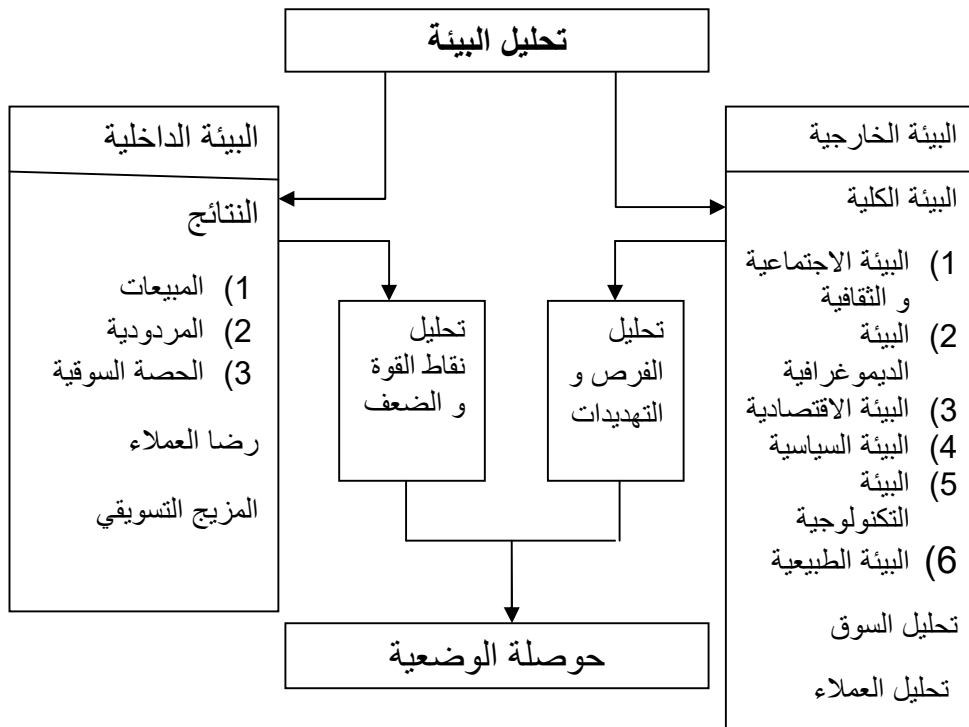 تحليل البيئة
البيئة الخارجية
البيئة الكلية
1) البيئة الاجتماعية
و الثقافية
2) البيئة
الديموغرافية
3) البيئة الاقتصادية
4) البيئة السياسية
5) البيئة
التكنولوجية
6) البيئة الطبيعية
تحليل السوق
تحليل العملاء
تحليل
الفرص و
التهديدات
البيئة الداخلية
النتائج
1) المبيعات
2) المردودية
3) الحصة السوقية
رضا العملاء
المزيج التسويقي
تحليل
نقاط القوة
و الضعف
حوصلة الوضعية